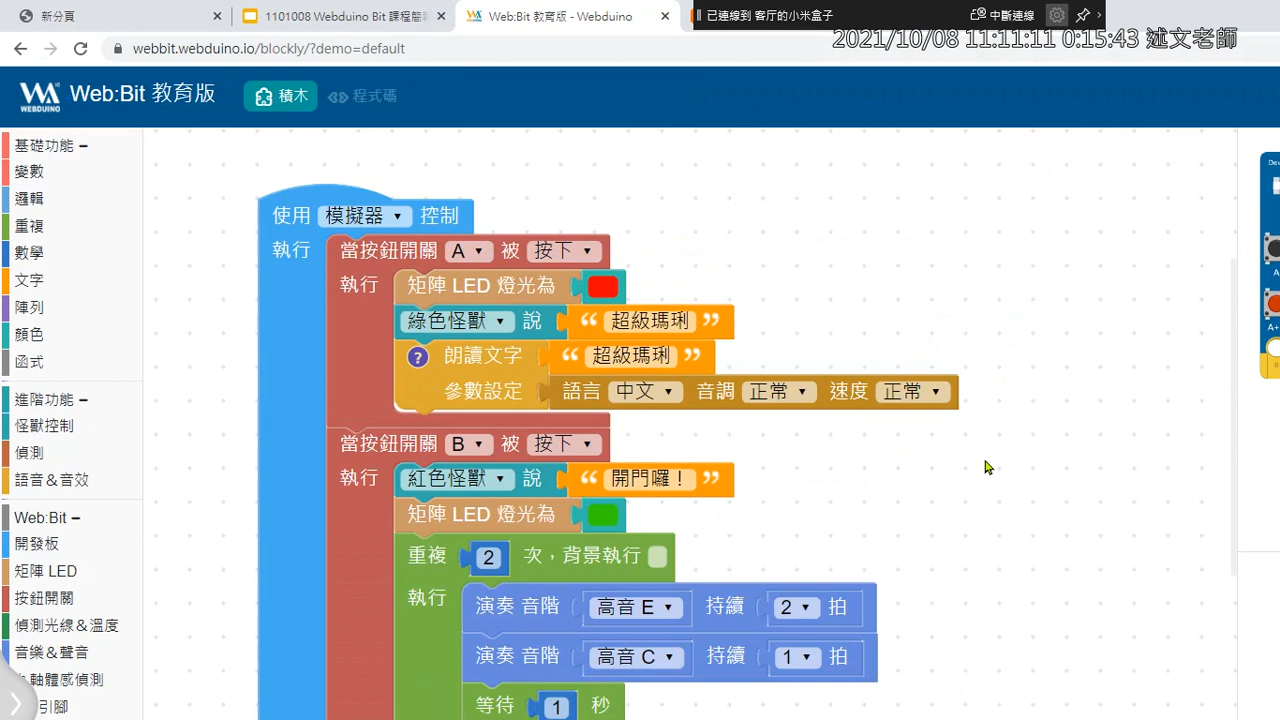 新分頁
1101008 Webduino Bit 課程簡
Web:Bit 教育版 - Webduino
已連線到 客厅的小米盒子
中斷連線
webbit.webduino.io/blockly/?demo=default
2021/10/08 11:11:11 0:15:43 述文老師
WEBDUINO
Web:Bit 教育版
積木
程式碼
基礎功能
變數
邏輯
重複
數學
文字
陣列
顏色
函式
進階功能
怪獸控制
偵測
語音&音效
Web:Bit
開發板
矩陣 LED
按鈕開關
偵測光線&溫度
音樂&聲音
軸體感偵測
引腳
使用 模擬器 控制
執行 當按鈕開關 A 被 按下
執行 矩陣 LED 燈光為
綠色怪獸 說 “ 超級瑪琍 ”
? 朗讀文字 “ 超級瑪琍 ”
參數設定 語言 中文 音調 正常 速度 正常
當按鈕開關 B 被 按下
執行 紅色怪獸 說 “ 開門囉！ ”
矩陣 LED 燈光為
重複 2 次，背景執行
執行 演奏 音階 高音 E 持續 2 拍
演奏 音階 高音 C 持續 1 拍
等待 1 秒
Dev
A
A+